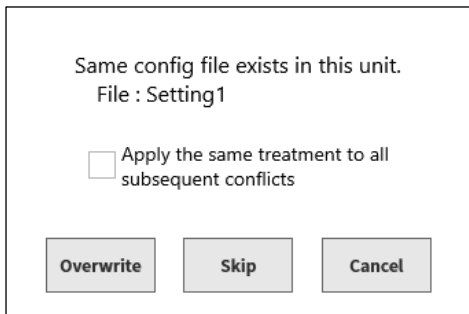 Same config file exists in this unit.
File : Setting1
Apply the same treatment to all
subsequent conflicts
Overwrite Skip Cancel